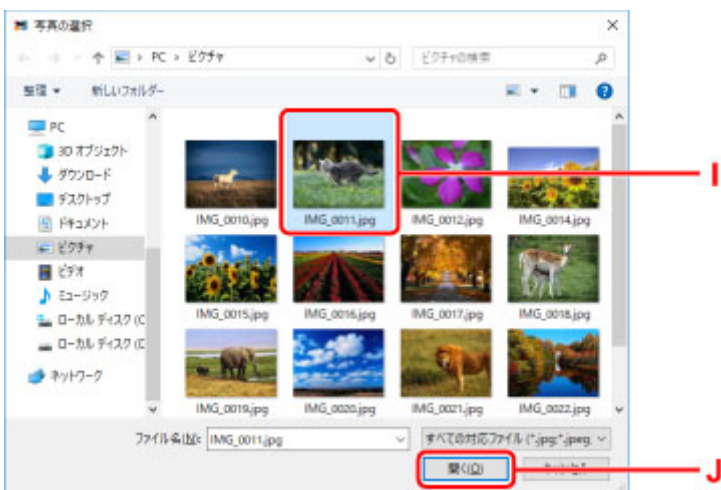 写真の選択
PC › ピクチャ
ピクチャの検索
整理 新しいフォルダー
PC
3D オブジェクト
ダウンロード
デスクトップ
ドキュメント
ピクチャ
ビデオ
ミュージック
ローカル ディスク (C
ローカル ディスク (C
ネットワーク
IMG_0010.jpg IMG_0011.jpg IMG_0012.jpg IMG_0014.jpg
I
IMG_0015.jpg IMG_0016.jpg IMG_0017.jpg IMG_0018.jpg
IMG_0019.jpg IMG_0020.jpg IMG_0021.jpg IMG_0022.jpg
ファイル名(N): IMG_0011.jpg すべての対応ファイル (*.jpg;*.jpeg,
開く(O)
J